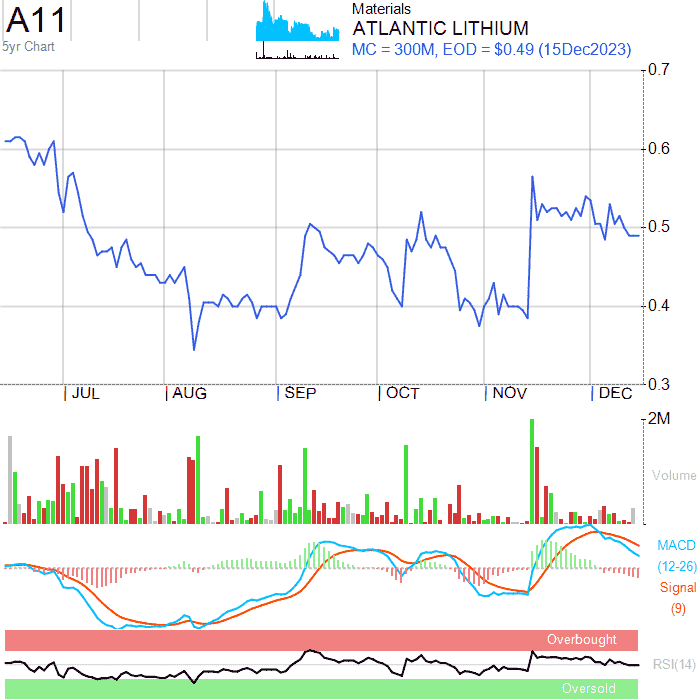 A11
5yr Chart
Materials
ATLANTIC LITHIUM
MC = 300M, EOD = $0.49 (15Dec2023)
0.7
0.6
0.5
0.4
0.3
JUL AUG SEP OCT NOV DEC
2M
Volume
MACD
(12-26)
Signal
(9)
Overbought
RSI(14)
Oversold